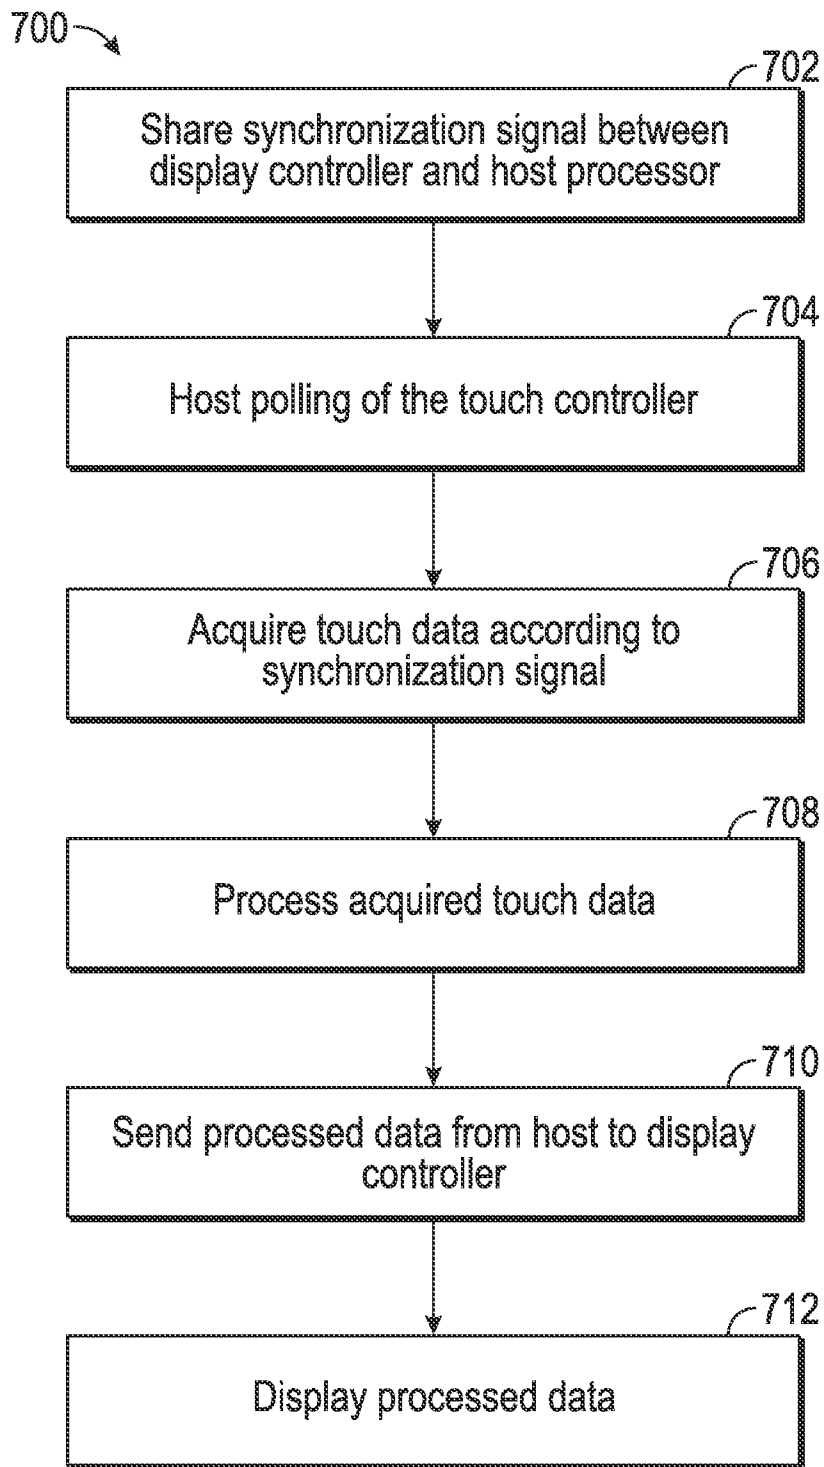 700
702
Share synchronization signal between
display controller and host processor
704
Host polling of the touch controller
706
Acquire touch data according to
synchronization signal
708
Process acquired touch data
710
Send processed data from host to display
controller
712
Display processed data